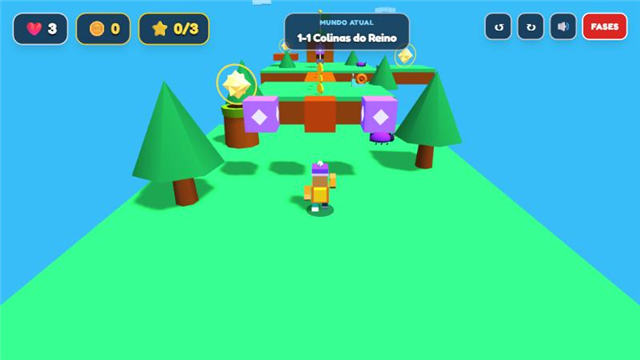 3
0
0/3
MUNDO ATUAL
1-1 Colinas do Reino
FASES